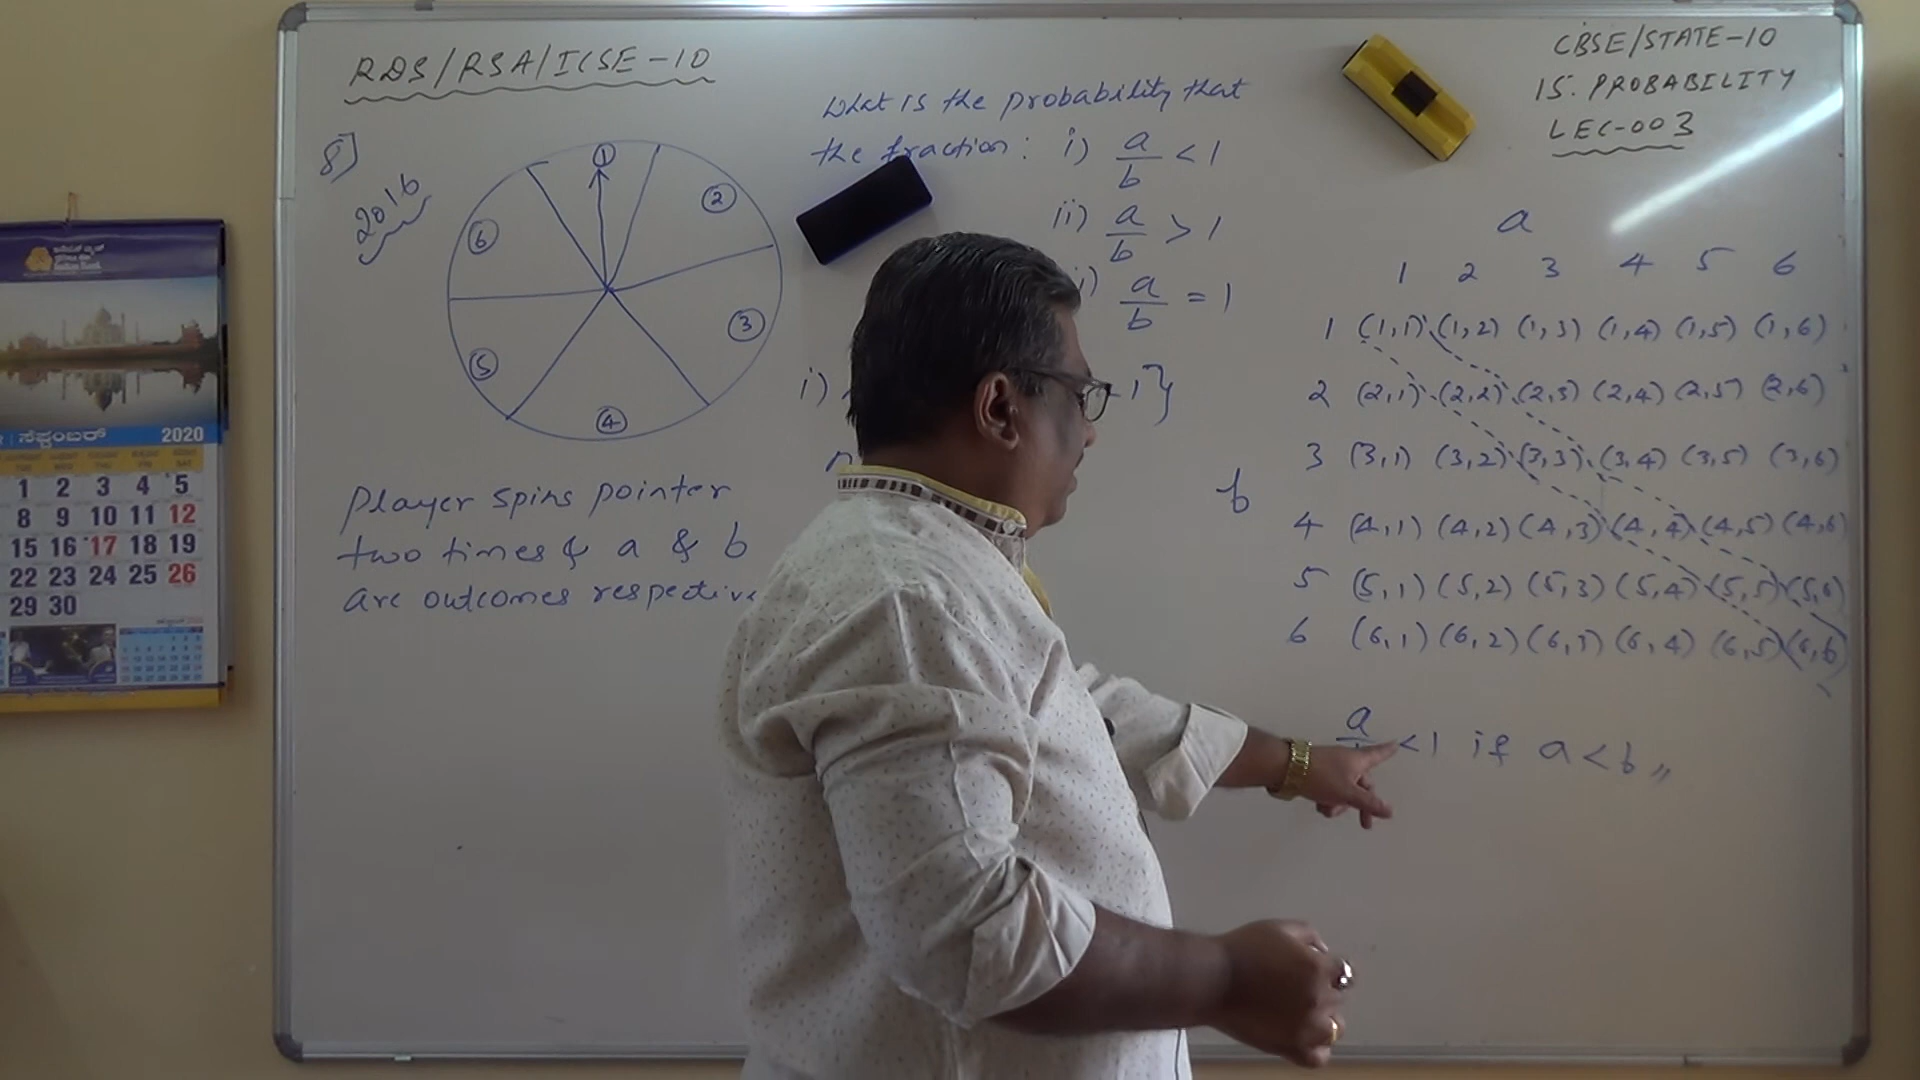 RDS/RSA/ICSE-10
CBSE/STATE-10
15. PROBABILITY
LEC-003
8]
2016
1
2
3
4
5
6
What is the probability that
the fraction: i) a/b < 1
ii) a/b > 1
i) a/b = 1
i)
1}
n
Player spins pointer
two times & a & b
are outcomes respective
a
1 2 3 4 5 6
b
1 (1,1) (1,2) (1,3) (1,4) (1,5) (1,6)
2 (2,1) (2,2) (2,3) (2,4) (2,5) (2,6)
3 (3,1) (3,2) (3,3) (3,4) (3,5) (3,6)
4 (4,1) (4,2) (4,3) (4,4) (4,5) (4,6)
5 (5,1) (5,2) (5,3) (5,4) (5,5) (5,6)
6 (6,1) (6,2) (6,3) (6,4) (6,5) (6,6)
a/b < 1 if a < b,,
ಸೆಪ್ಟೆಂಬರ್ 2020
1 2 3 4 5
8 9 10 11 12
15 16 17 18 19
22 23 24 25 26
29 30